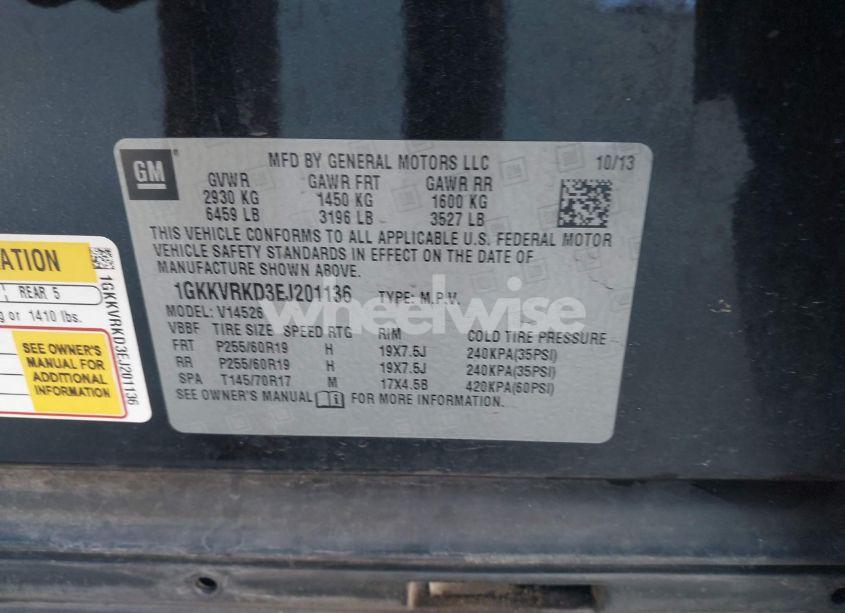 GM
MFD BY GENERAL MOTORS LLC 10/13
GVWR GAWR FRT GAWR RR
2930 KG 1450 KG 1600 KG
6459 LB 3196 LB 3527 LB
THIS VEHICLE CONFORMS TO ALL APPLICABLE U.S. FEDERAL MOTOR
VEHICLE SAFETY STANDARDS IN EFFECT ON THE DATE OF
MANUFACTURE SHOWN ABOVE.
1GKKVRKD3EJ201136 TYPE: M.P.V.
MODEL: V14526
VBBF TIRE SIZE SPEED RTG RIM COLD TIRE PRESSURE
FRT P255/60R19 H 19X7.5J 240KPA(35PSI)
RR P255/60R19 H 19X7.5J 240KPA(35PSI)
SPA T145/70R17 M 17X4.5B 420KPA(60PSI)
SEE OWNER'S MANUAL FOR MORE INFORMATION.
wheelwise
REAR 5
1410 lbs.
SEE OWNER'S
MANUAL FOR
ADDITIONAL
INFORMATION
1GKKVRKD3EJ201136